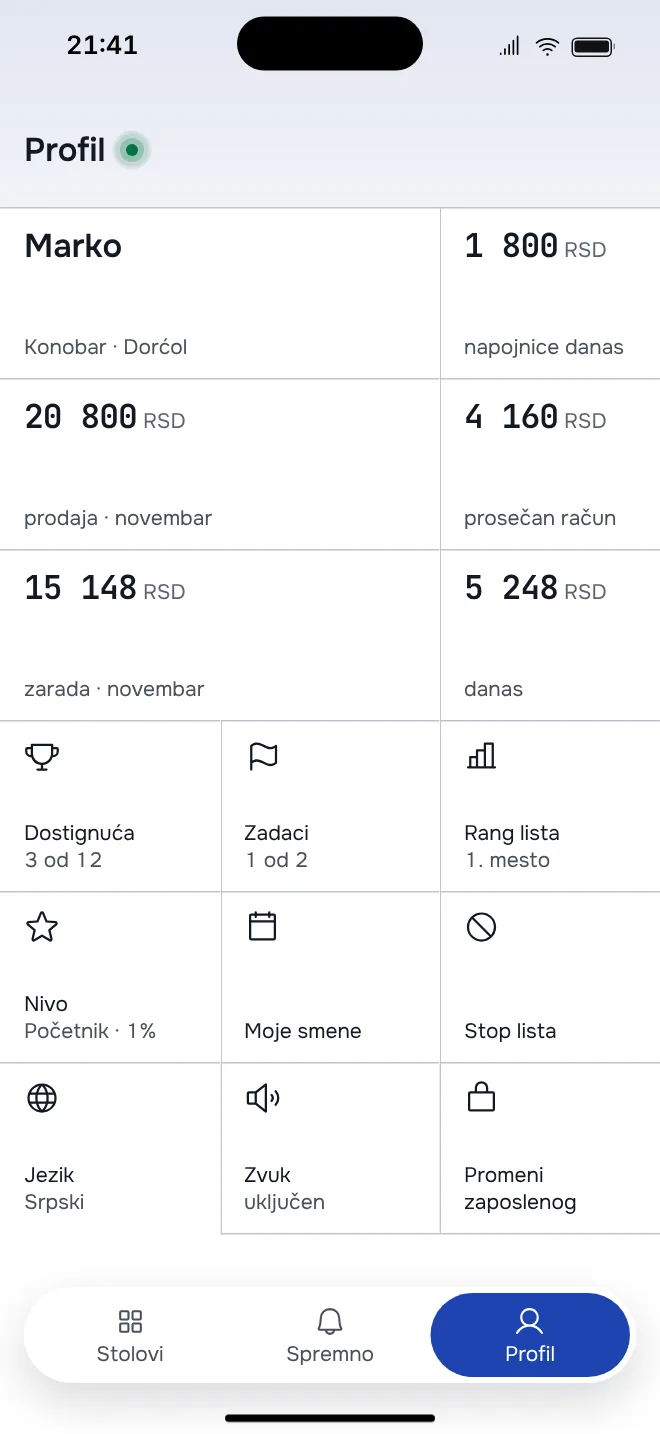 21:41
Profil
Marko
Konobar · Dorćol
1 800 RSD
napojnice danas
20 800 RSD
prodaja · novembar
4 160 RSD
prosečan račun
15 148 RSD
zarada · novembar
5 248 RSD
danas
Dostignuća
3 od 12
Zadaci
1 od 2
Rang lista
1. mesto
Nivo
Početnik · 1%
Moje smene
Stop lista
Jezik
Srpski
Zvuk
uključen
Promeni
zaposlenog
Stolovi
Spremno
Profil